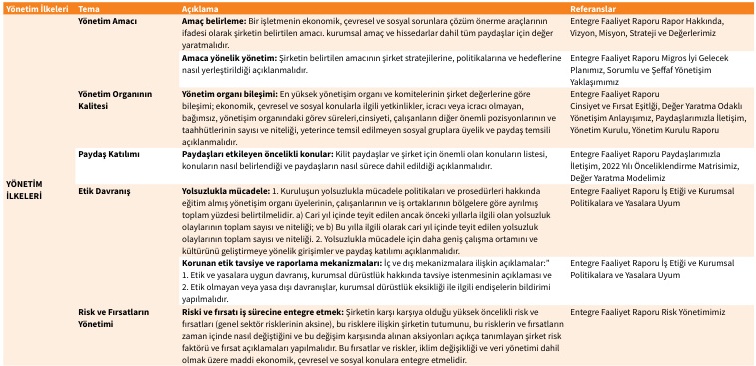 Yönetim İlkeleri Tema Açıklama Referanslar
Yönetim Amacı
Amaç belirleme: Bir işletmenin ekonomik, çevresel ve sosyal sorunlara çözüm önerme araçlarının
ifadesi olarak şirketin belirtilen amacı. kurumsal amaç ve hissedarlar dahil tüm paydaşlar için değer
yaratmalıdır.
Entegre Faaliyet Raporu Rapor Hakkında,
Vizyon, Misyon, Strateji ve Değerlerimiz
Amaca yönelik yönetim: Şirketin belirtilen amacının şirket stratejilerine, politikalarına ve hedeflerine
nasıl yerleştirildiği açıklanmalıdır.
Entegre Faaliyet Raporu Migros İyi Gelecek
Planımız, Sorumlu ve Şeffaf Yönetişim
Yaklaşımımız
Yönetim Organının
Kalitesi
Yönetim organı bileşimi: En yüksek yönetişim organı ve komitelerinin şirket değerlerine göre
bileşimi; ekonomik, çevresel ve sosyal konularla ilgili yetkinlikler, icracı veya icracı olmayan,
bağımsız, yönetişim organındaki görev süreleri,cinsiyeti, çalışanların diğer önemli pozisyonlarının ve
taahhütlerinin sayısı ve niteliği, yeterince temsil edilmeyen sosyal gruplara üyelik ve paydaş temsili
açıklanmalıdır.
Entegre Faaliyet Raporu
Cinsiyet ve Fırsat Eşitliği, Değer Yaratma Odaklı
Yönetişim Anlayışımız, Paydaşlarımızla İletişim,
Yönetim Kurulu, Yönetim Kurulu Raporu
Paydaş Katılımı
Paydaşları etkileyen öncelikli konular: Kilit paydaşlar ve şirket için önemli olan konuların listesi,
konuların nasıl belirlendiği ve paydaşların nasıl sürece dahil edildiği açıklanmalıdır.
Entegre Faaliyet Raporu Paydaşlarımızla
İletişim, 2022 Yılı Önceliklendirme Matrisimiz,
Değer Yaratma Modelimiz
YÖNETİM
İLKELERİ
Etik Davranış
Yolsuzlukla mücadele: 1. Kuruluşun yolsuzlukla mücadele politikaları ve prosedürleri hakkında
eğitim almış yönetişim organı üyelerinin, çalışanlarının ve iş ortaklarının bölgelere göre ayrılmış
toplam yüzdesi belirtilmelidir. a) Cari yıl içinde teyit edilen ancak önceki yıllarla ilgili olan yolsuzluk
olaylarının toplam sayısı ve niteliği; ve b) Bu yılla ilgili olarak cari yıl içinde teyit edilen yolsuzluk
olaylarının toplam sayısı ve niteliği. 2. Yolsuzlukla mücadele için daha geniş çalışma ortamını ve
kültürünü geliştirmeye yönelik girişimler ve paydaş katılımı açıklanmalıdır.
Entegre Faaliyet Raporu İş Etiği ve Kurumsal
Politikalara ve Yasalara Uyum
Korunan etik tavsiye ve raporlama mekanizmaları: İç ve dış mekanizmalara ilişkin açıklamalar:"
1. Etik ve yasalara uygun davranış, kurumsal dürüstlük hakkında tavsiye istenmesinin açıklaması ve
2. Etik olmayan veya yasa dışı davranışlar, kurumsal dürüstlük eksikliği ile ilgili endişelerin bildirimi
yapılmalıdır.
Entegre Faaliyet Raporu İş Etiği ve Kurumsal
Politikalara ve Yasalara Uyum
Risk ve Fırsatların
Yönetimi
Riski ve fırsatı iş sürecine entegre etmek: Şirketin karşı karşıya olduğu yüksek öncelikli risk ve
fırsatları (genel sektör risklerinin aksine), bu risklere ilişkin şirketin tutumunu, bu risklerin ve fırsatların
zaman içinde nasıl değiştiğini ve bu değişim karşısında alınan aksiyonları açıkça tanımlayan şirket risk
faktörü ve fırsat açıklamaları yapılmalıdır. Bu fırsatlar ve riskler, iklim değişikliği ve veri yönetimi dahil
olmak üzere maddi ekonomik, çevresel ve sosyal konulara entegre etmelidir.
Entegre Faaliyet Raporu Risk Yönetimimiz